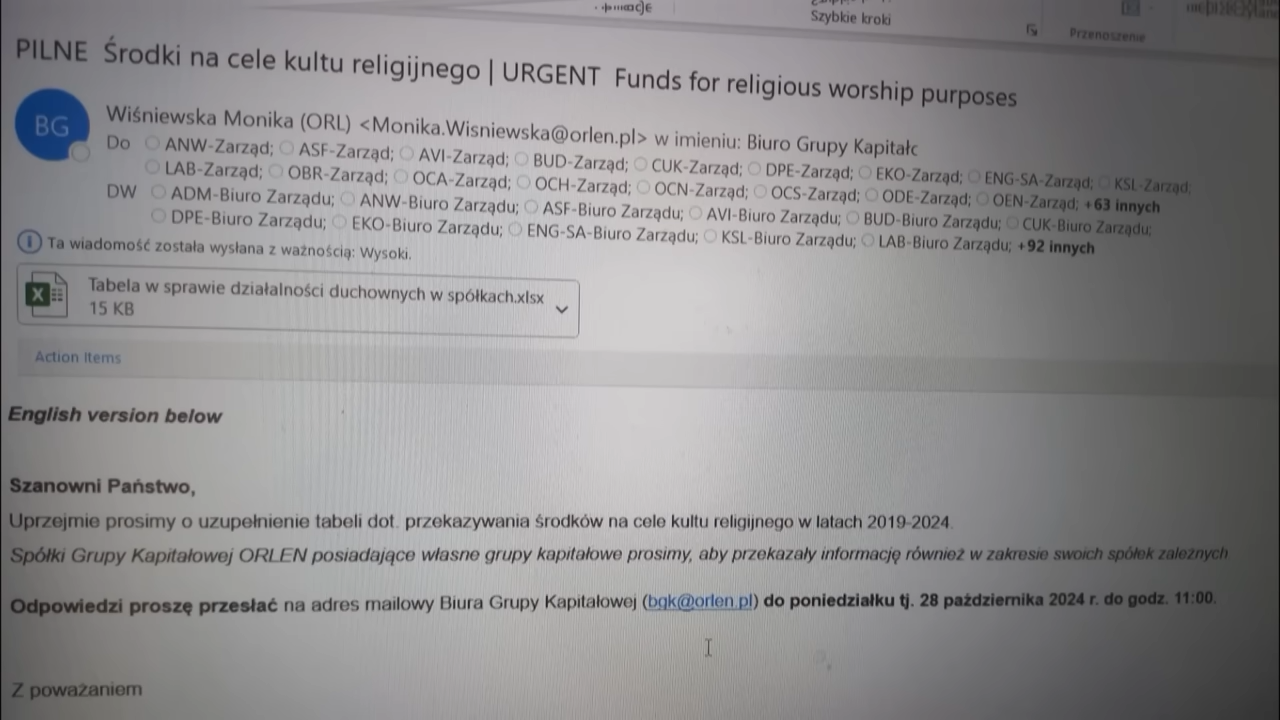 Szybkie kroki
Przenoszenie
PILNE Środki na cele kultu religijnego | URGENT Funds for religious worship purposes
BG
Wiśniewska Monika (ORL) <Monika.Wisniewska@orlen.pl> w imieniu: Biuro Grupy Kapitałc
Do ANW-Zarząd; ASF-Zarząd; AVI-Zarząd; BUD-Zarząd; CUK-Zarząd; DPE-Zarząd; EKO-Zarząd; ENG-SA-Zarząd; KSL-Zarząd;
LAB-Zarząd; OBR-Zarząd; OCA-Zarząd; OCH-Zarząd; OCN-Zarząd; OCS-Zarząd; ODE-Zarząd; OEN-Zarząd; +63 innych
DW ADM-Biuro Zarządu; ANW-Biuro Zarządu; ASF-Biuro Zarządu; AVI-Biuro Zarządu; BUD-Biuro Zarządu; CUK-Biuro Zarządu;
DPE-Biuro Zarządu; EKO-Biuro Zarządu; ENG-SA-Biuro Zarządu; KSL-Biuro Zarządu; LAB-Biuro Zarządu; +92 innych
Ta wiadomość została wysłana z ważnością: Wysoki.
Tabela w sprawie działalności duchownych w spółkach.xlsx
15 KB
Action Items
English version below
Szanowni Państwo,
Uprzejmie prosimy o uzupełnienie tabeli dot. przekazywania środków na cele kultu religijnego w latach 2019-2024.
Spółki Grupy Kapitałowej ORLEN posiadające własne grupy kapitałowe prosimy, aby przekazały informację również w zakresie swoich spółek zależnych.
Odpowiedzi proszę przesłać na adres mailowy Biura Grupy Kapitałowej (bgk@orlen.pl) do poniedziałku tj. 28 października 2024 r. do godz. 11:00.
Z poważaniem